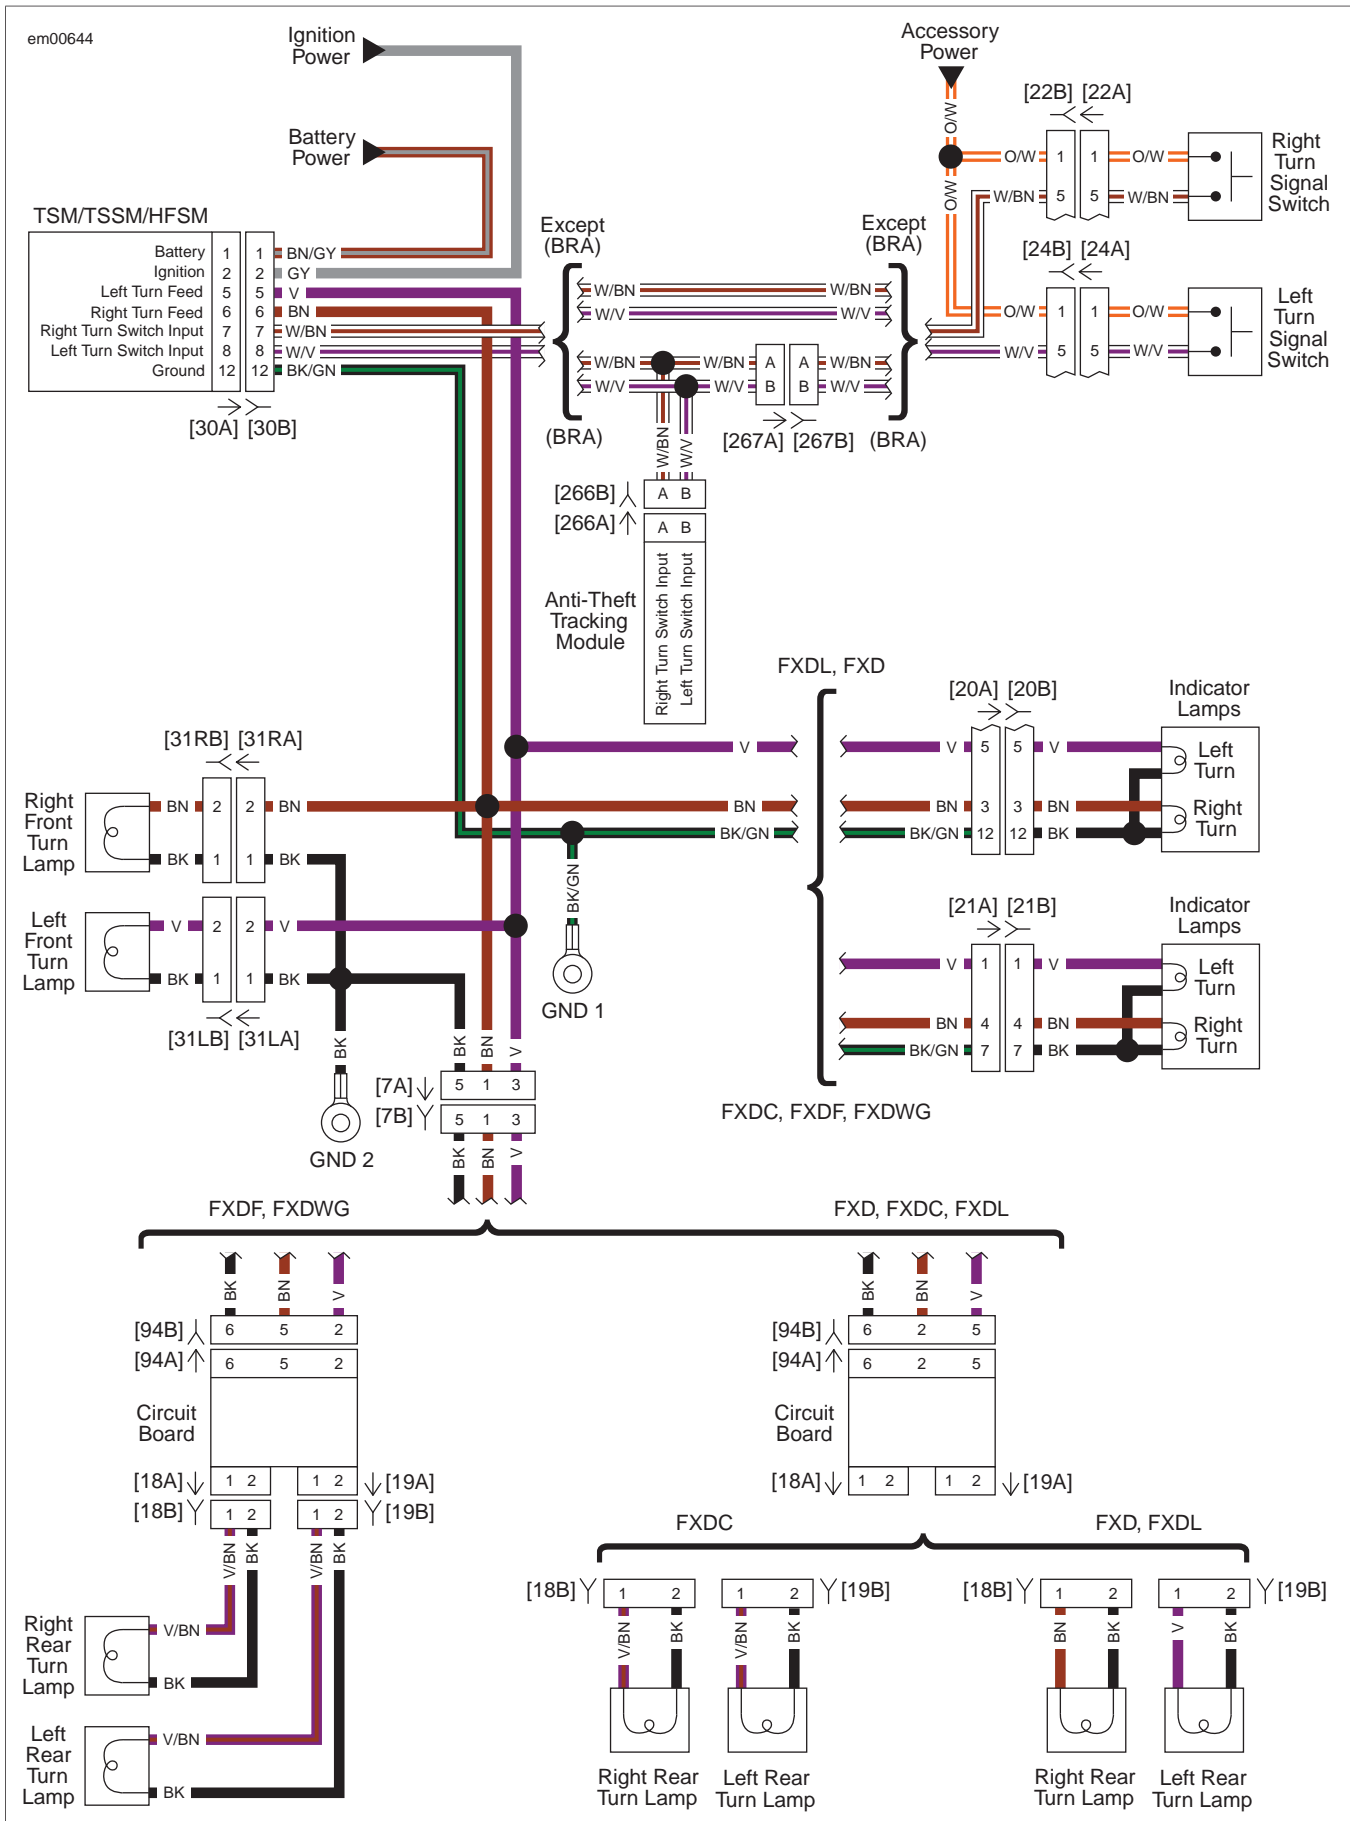 em00644
Ignition
Power
Battery
Power
Accessory
Power
[22B] [22A]
O/W
O/W
O/W 1 1 O/W
W/BN 5 5 W/BN
Right
Turn
Signal
Switch
[24B] [24A]
O/W 1 1 O/W
W/V 5 5 W/V
Left
Turn
Signal
Switch
TSM/TSSM/HFSM
Battery 1 1 BN/GY
Ignition 2 2 GY
Left Turn Feed 5 5 V
Right Turn Feed 6 6 BN
Right Turn Switch Input 7 7 W/BN
Left Turn Switch Input 8 8 W/V
Ground 12 12 BK/GN
[30A] [30B]
Except
(BRA)
Except
(BRA)
W/BN W/BN
W/V W/V
W/BN W/BN A A W/BN
W/V W/V B B W/V
(BRA)
[267A] [267B]
(BRA)
W/BN W/V
[266B] A B
[266A] A B
Right Turn Switch Input
Left Turn Switch Input
Anti-Theft
Tracking
Module
FXDL, FXD
[20A] [20B]
Indicator
Lamps
V V 5 5 V
Left
Turn
BN BN 3 3 BN
Right
Turn
BK/GN BK/GN 12 12 BK
[31RB] [31RA]
Right
Front
Turn
Lamp
BN 2 2 BN
BK 1 1 BK
Left
Front
Turn
Lamp
V 2 2 V
BK 1 1 BK
[31LB] [31LA]
BK/GN
GND 1
BK
GND 2
[21A] [21B]
Indicator
Lamps
V 1 1 V
Left
Turn
BN 4 4 BN
Right
Turn
BK/GN 7 7 BK
FXDC, FXDF, FXDWG
BK BN V
[7A] 5 1 3
[7B] 5 1 3
BK BN V
FXDF, FXDWG
FXD, FXDC, FXDL
BK BN V
[94B] 6 5 2
[94A] 6 5 2
Circuit
Board
[18A] 1 2 1 2 [19A]
[18B] 1 2 1 2 [19B]
V/BN BK V/BN BK
Right
Rear
Turn
Lamp
V/BN
BK
Left
Rear
Turn
Lamp
V/BN
BK
BK BN V
[94B] 6 2 5
[94A] 6 2 5
Circuit
Board
[18A] 1 2 1 2 [19A]
FXDC
FXD, FXDL
[18B] 1 2 1 2 [19B]
V/BN BK V/BN BK
Right Rear
Turn Lamp
Left Rear
Turn Lamp
[18B] 1 2 1 2 [19B]
BN BK V BK
Right Rear
Turn Lamp
Left Rear
Turn Lamp